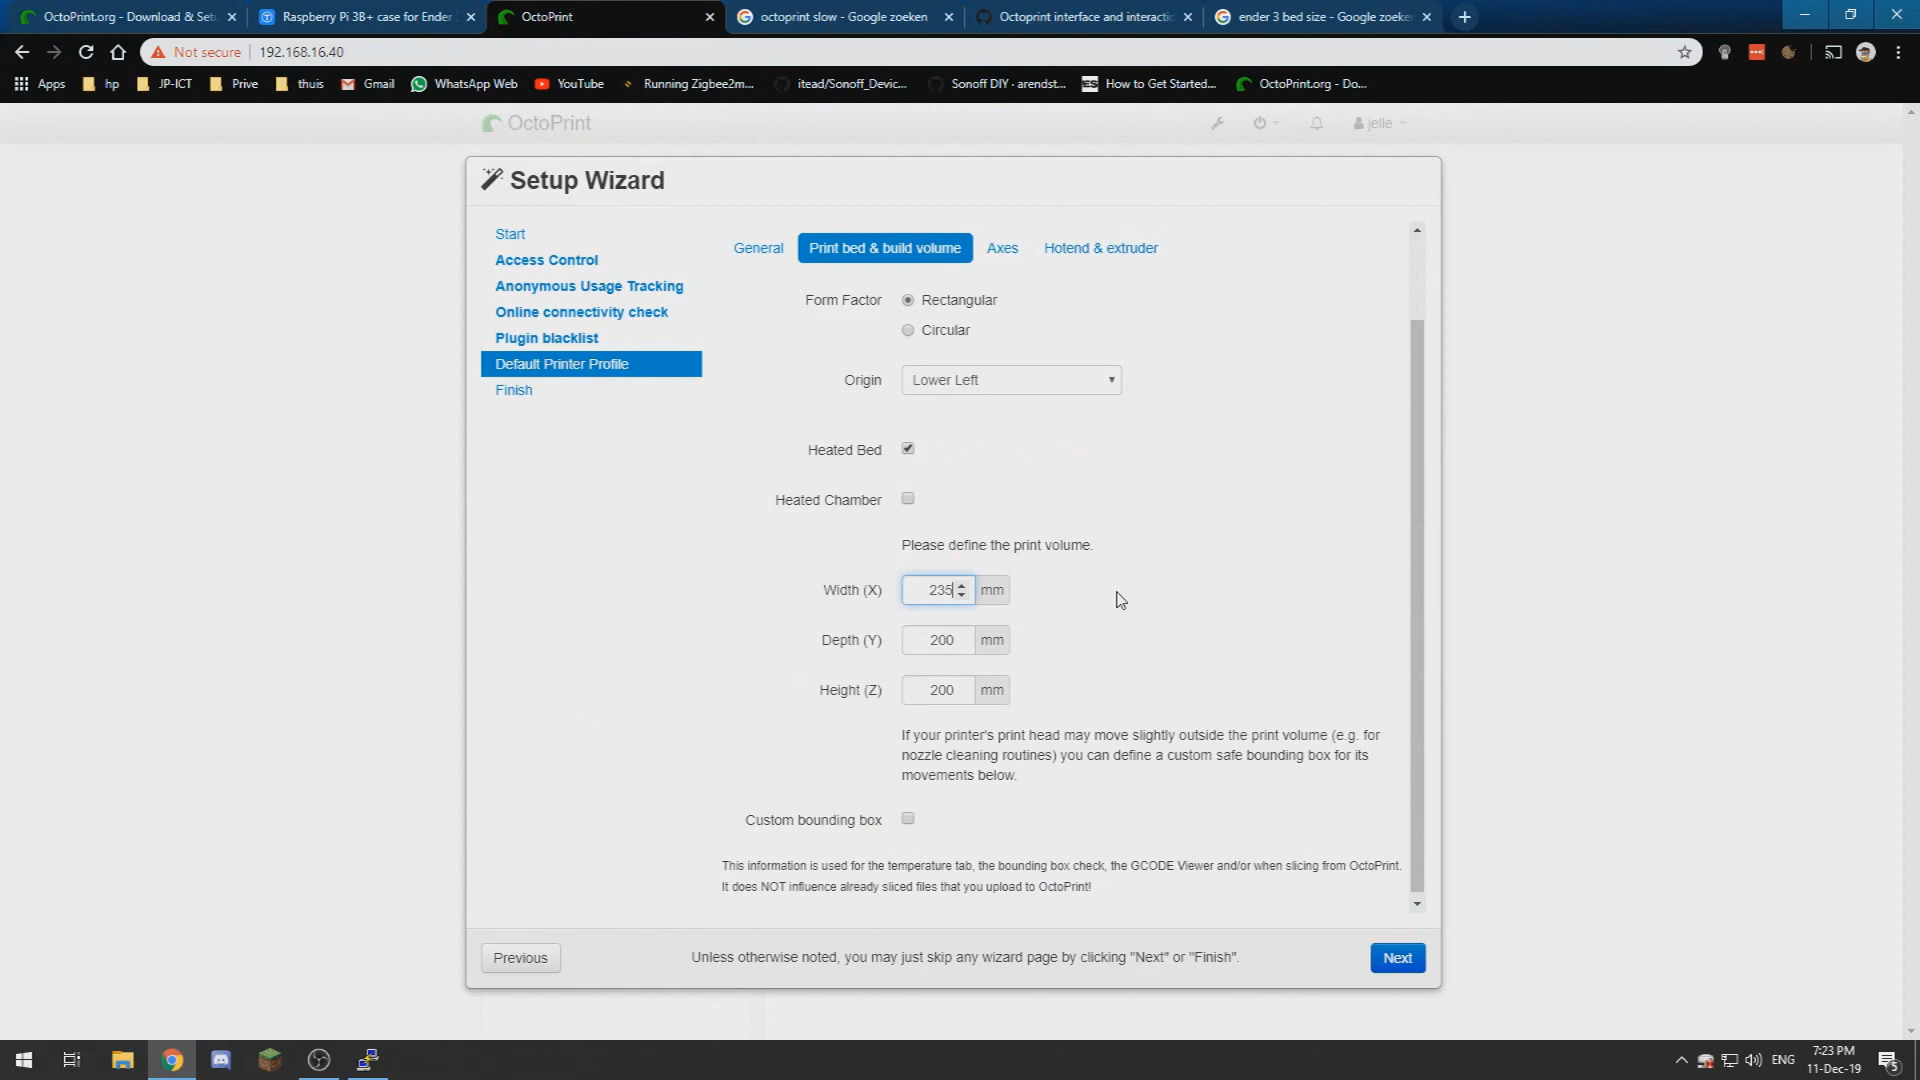 OctoPrint.org - Download & Setu
Raspberry Pi 3B+ case for Ender
OctoPrint
octoprint slow - Google zoeken
Octoprint interface and interactio
ender 3 bed size - Google zoeke
Not secure 192.168.16.40
Apps hp JP-ICT Prive thuis Gmail WhatsApp Web YouTube Running Zigbee2m... itead/Sonoff_Devic... Sonoff DIY · arendst... How to Get Started... OctoPrint.org - Do...
OctoPrint jelle
Setup Wizard
Start
Access Control
Anonymous Usage Tracking
Online connectivity check
Plugin blacklist
Default Printer Profile
Finish
General Print bed & build volume Axes Hotend & extruder
Form Factor Rectangular
Circular
Origin Lower Left
Heated Bed
Heated Chamber
Please define the print volume.
Width (X) 235 mm
Depth (Y) 200 mm
Height (Z) 200 mm
If your printer's print head may move slightly outside the print volume (e.g. for
nozzle cleaning routines) you can define a custom safe bounding box for its
movements below.
Custom bounding box
This information is used for the temperature tab, the bounding box check, the GCODE Viewer and/or when slicing from OctoPrint.
It does NOT influence already sliced files that you upload to OctoPrint!
Previous Unless otherwise noted, you may just skip any wizard page by clicking "Next" or "Finish". Next
ENG
7:23 PM
11-Dec-19
5